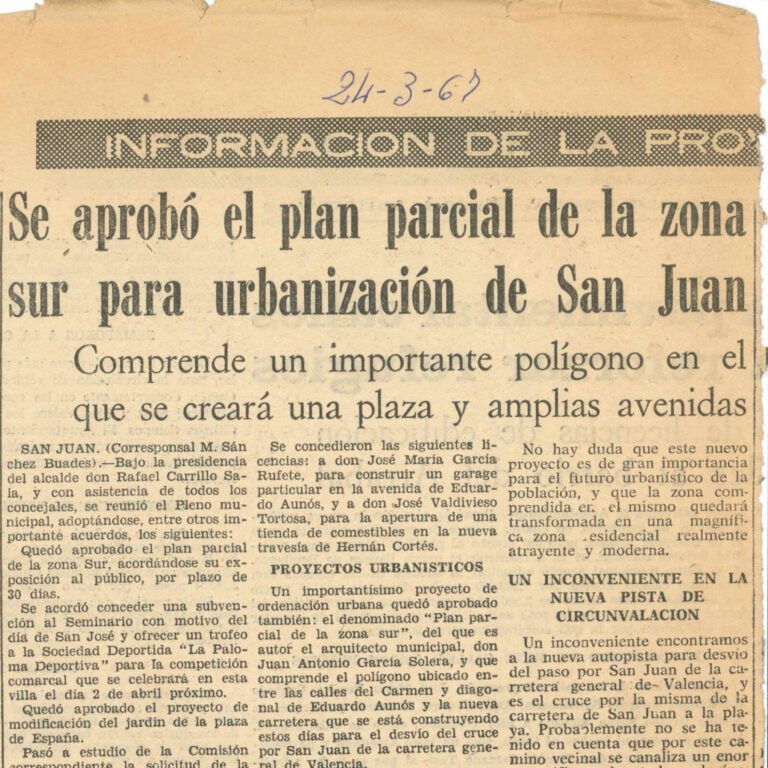 24-3-67
INFORMACION DE LA PROV
Se aprobó el plan parcial de la zona
sur para urbanización de San Juan
Comprende un importante polígono en el
que se creará una plaza y amplias avenidas
SAN JUAN. (Corresponsal M. Sán
chez Buades).—Bajo la presidencia
del alcalde don Rafael Carrillo Sa-
la, y con asistencia de todos los
concejales, se reunió el Pleno mu-
nicipal, adoptándose, entre otros im-
portante acuerdos, los siguientes:
Quedó aprobado el plan parcial
de la zona Sur, acordándose su ex-
posición al público, por plazo de
30 días.
Se acordó conceder una subven-
ción al Seminario con motivo del
día de San José y ofrecer un trofeo
a la Sociedad Deportida "La Palo-
ma Deportiva" para la competición
comarcal que se celebrará en esta
villa el día 2 de abril próximo.
Quedó aprobado el proyecto de
modificación del jardín de la plaza
de España.
Pasó a estudio de la Comisión
correspondiente la solicitud de la
Se concedieron las siguientes li-
cencias: a don José María García
Rufete, para construir un garage
particular en la avenida de Eduar-
do Aunós, y a don José Valdivieso
Tortosa, para la apertura de una
tienda de comestibles en la nueva
travesía de Hernán Cortés.
PROYECTOS URBANISTICOS
Un importantísimo proyecto de
ordenación urbana quedó aprobado
también: el denominado "Plan par-
cial de la zona sur", del que es
autor el arquitecto municipal, don
Juan Antonio García Solera, y que
comprende el polígono ubicado en-
tre las calles del Carmen y diago-
nal de Eduardo Aunós y la nueva
carretera que se está construyendo
estos días para el desvío del cruce
por San Juan de la carretera gene-
ral de Valencia.
No hay duda que este nuevo
proyecto es de gran importancia
para el futuro urbanístico de la
población, y que la zona com-
prendida en el mismo quedará
transformada en una magnífi-
ca zona residencial realmente
atrayente y moderna.
UN INCONVENIENTE EN LA
NUEVA PISTA DE
CIRCUNVALACION
Un inconveniente encontramos
a la nueva autopista para desvío
del paso por San Juan de la ca-
rretera general de Valencia, y
es el cruce por la misma de la
carretera de San Juan a la pla-
ya. Probablemente no se ha te-
nido en cuenta que por este ca-
mino vecinal se canaliza un enor